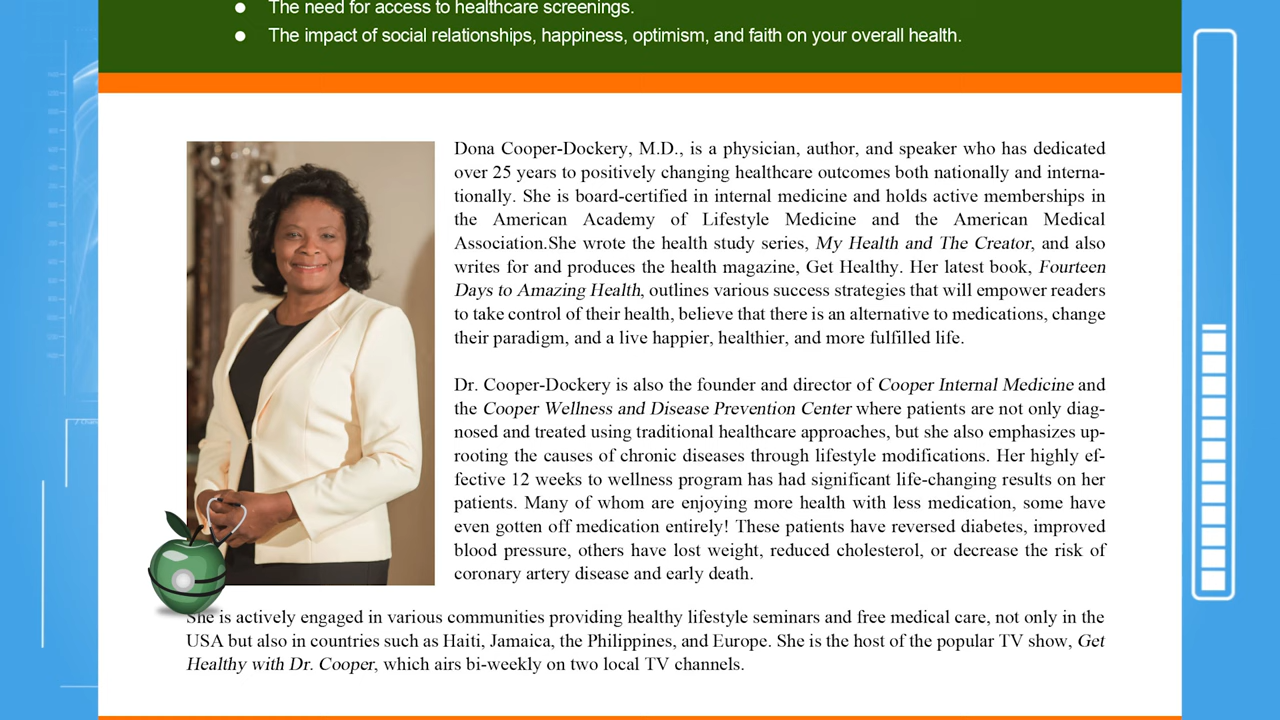 The need for access to healthcare screenings.
The impact of social relationships, happiness, optimism, and faith on your overall health.
Dona Cooper-Dockery, M.D., is a physician, author, and speaker who has dedicated
over 25 years to positively changing healthcare outcomes both nationally and interna-
tionally. She is board-certified in internal medicine and holds active memberships in
the American Academy of Lifestyle Medicine and the American Medical
Association.She wrote the health study series, My Health and The Creator, and also
writes for and produces the health magazine, Get Healthy. Her latest book, Fourteen
Days to Amazing Health, outlines various success strategies that will empower readers
to take control of their health, believe that there is an alternative to medications, change
their paradigm, and a live happier, healthier, and more fulfilled life.
Dr. Cooper-Dockery is also the founder and director of Cooper Internal Medicine and
the Cooper Wellness and Disease Prevention Center where patients are not only diag-
nosed and treated using traditional healthcare approaches, but she also emphasizes up-
rooting the causes of chronic diseases through lifestyle modifications. Her highly ef-
fective 12 weeks to wellness program has had significant life-changing results on her
patients. Many of whom are enjoying more health with less medication, some have
even gotten off medication entirely! These patients have reversed diabetes, improved
blood pressure, others have lost weight, reduced cholesterol, or decrease the risk of
coronary artery disease and early death.
She is actively engaged in various communities providing healthy lifestyle seminars and free medical care, not only in the
USA but also in countries such as Haiti, Jamaica, the Philippines, and Europe. She is the host of the popular TV show, Get
Healthy with Dr. Cooper, which airs bi-weekly on two local TV channels.